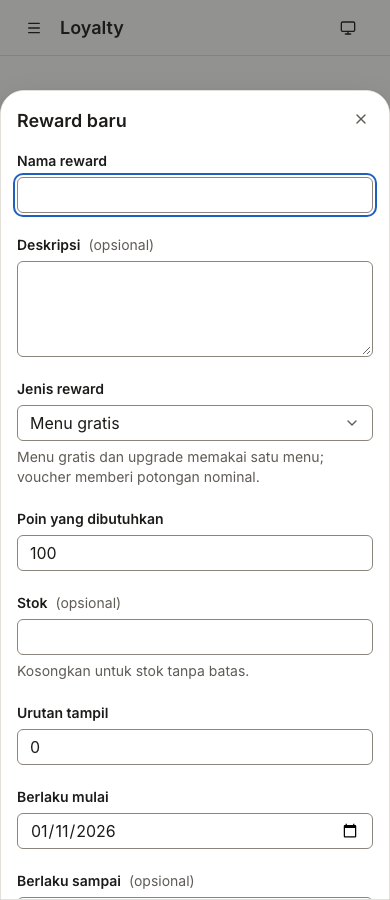 Loyalty
Reward baru
Nama reward
Deskripsi (opsional)
Jenis reward
Menu gratis
Menu gratis dan upgrade memakai satu menu;
voucher memberi potongan nominal.
Poin yang dibutuhkan
100
Stok (opsional)
Kosongkan untuk stok tanpa batas.
Urutan tampil
0
Berlaku mulai
01/11/2026
Berlaku sampai (opsional)